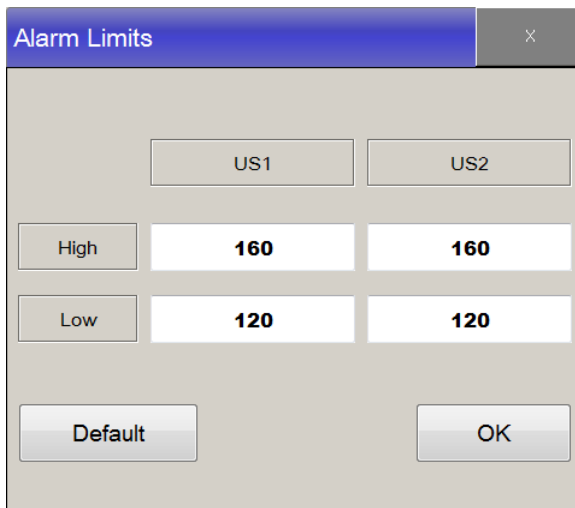 Alarm Limits X
US1 US2
High 160 160
Low 120 120
Default OK